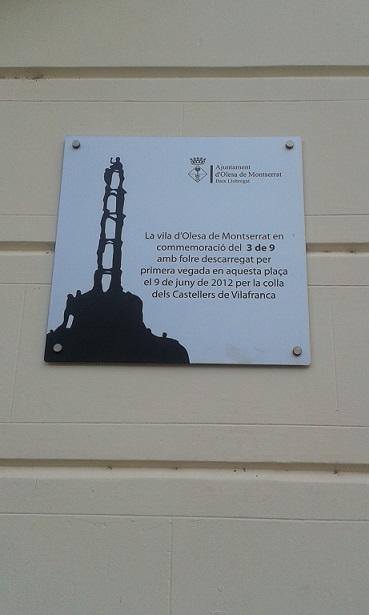 Ajuntament
d'Olesa de Montserrat
Baix Llobregat
La vila d'Olesa de Montserrat en
commemoració del 3 de 9
amb folre descarregat per
primera vegada en aquesta plaça
el 9 de juny de 2012 per la colla
dels Castellers de Vilafranca